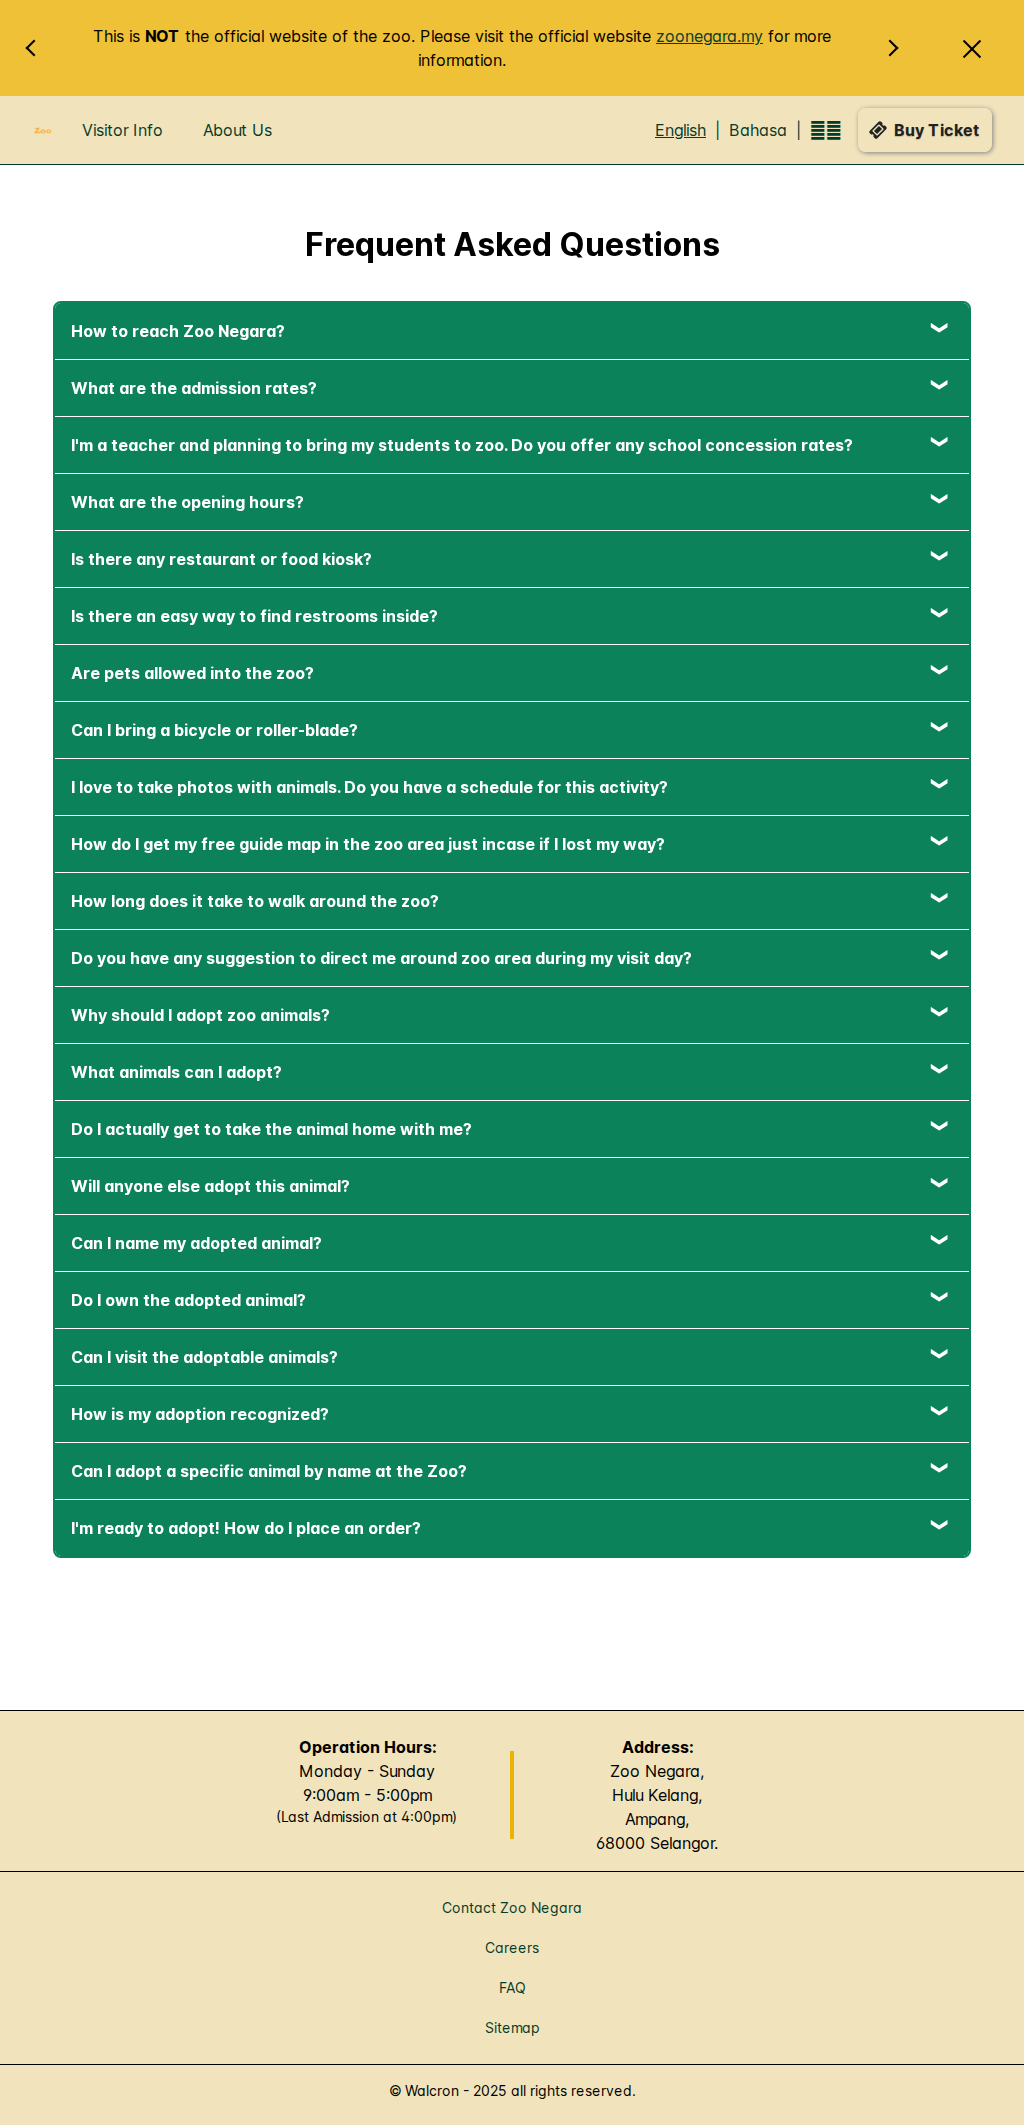 This is NOT the official website of the zoo. Please visit the official website zoonegara.my for more
information.
Zoo
Visitor Info
About Us
English | Bahasa |
Buy Ticket
Frequent Asked Questions
How to reach Zoo Negara?
What are the admission rates?
I'm a teacher and planning to bring my students to zoo. Do you offer any school concession rates?
What are the opening hours?
Is there any restaurant or food kiosk?
Is there an easy way to find restrooms inside?
Are pets allowed into the zoo?
Can I bring a bicycle or roller-blade?
I love to take photos with animals. Do you have a schedule for this activity?
How do I get my free guide map in the zoo area just incase if I lost my way?
How long does it take to walk around the zoo?
Do you have any suggestion to direct me around zoo area during my visit day?
Why should I adopt zoo animals?
What animals can I adopt?
Do I actually get to take the animal home with me?
Will anyone else adopt this animal?
Can I name my adopted animal?
Do I own the adopted animal?
Can I visit the adoptable animals?
How is my adoption recognized?
Can I adopt a specific animal by name at the Zoo?
I'm ready to adopt! How do I place an order?
Operation Hours:
Monday - Sunday
9:00am - 5:00pm
(Last Admission at 4:00pm)
Address:
Zoo Negara,
Hulu Kelang,
Ampang,
68000 Selangor.
Contact Zoo Negara
Careers
FAQ
Sitemap
© Walcron - 2025 all rights reserved.